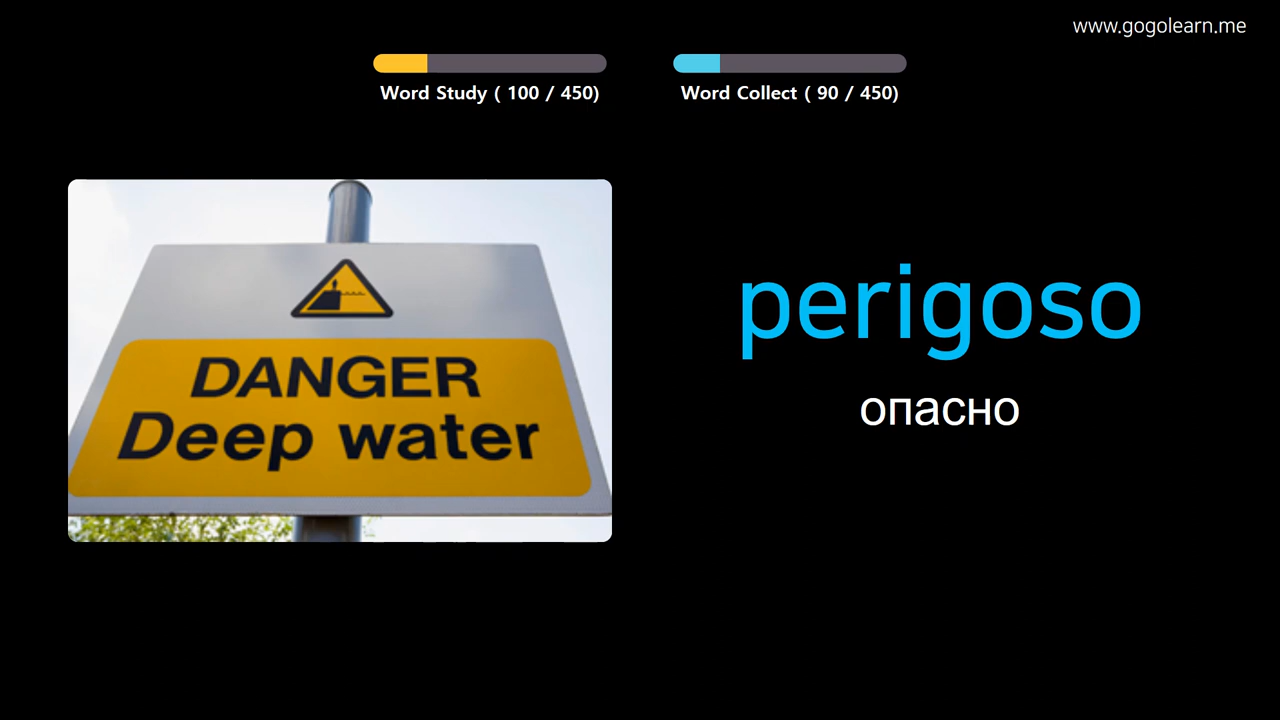 www.gogolearn.me
Word Study ( 100 / 450)
Word Collect ( 90 / 450)
DANGER
Deep water
perigoso
опасно